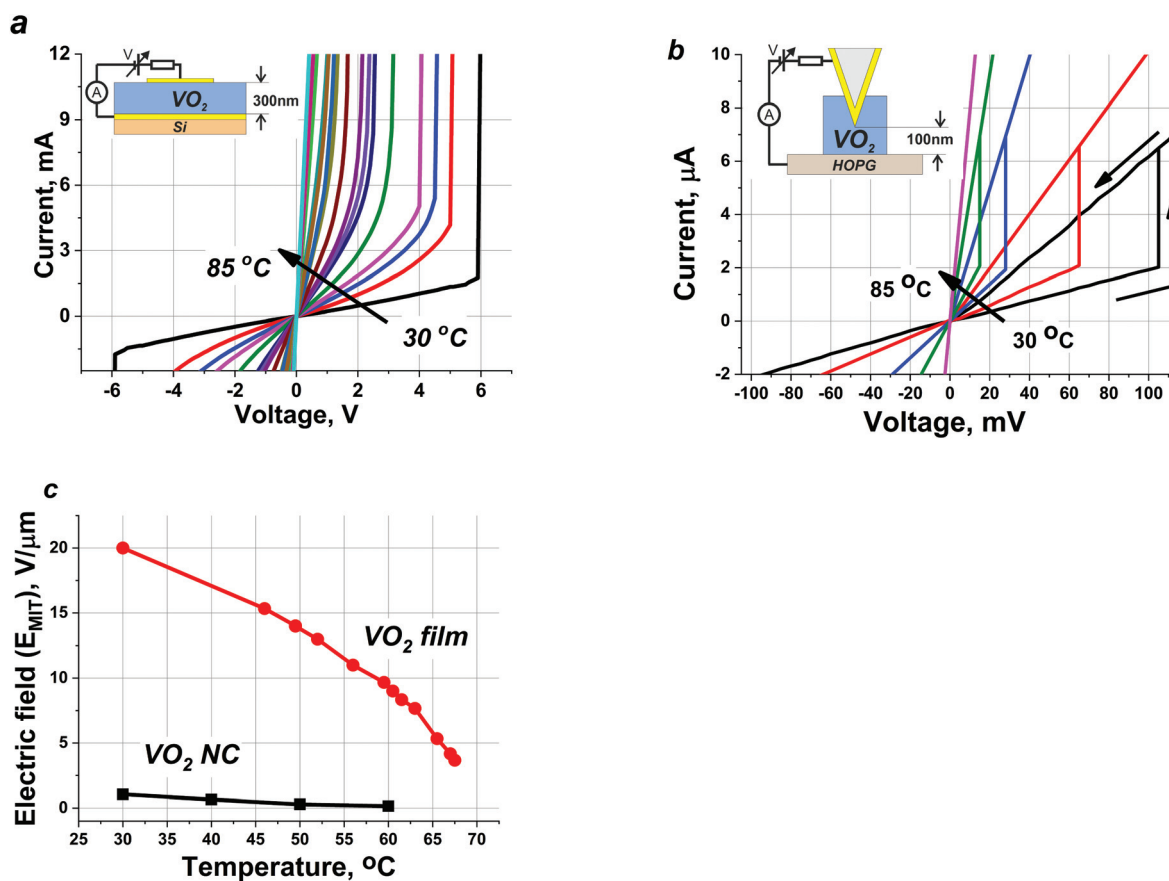 a
12
9
6
3
0
Current, mA
-6 -4 -2 0 2 4 6
Voltage, V
V
A
VO2
Si
300nm
85 °C
30 °C
b
10
8
6
4
2
0
-2
Current, μA
-100 -80 -60 -40 -20 0 20 40 60 80 100
Voltage, mV
V
A
VO2
HOPG
100nm
85 °C
30 °C
c
20
15
10
5
0
Electric field (EMIT), V/μm
25 30 35 40 45 50 55 60 65 70
Temperature, °C
VO2 film
VO2 NC